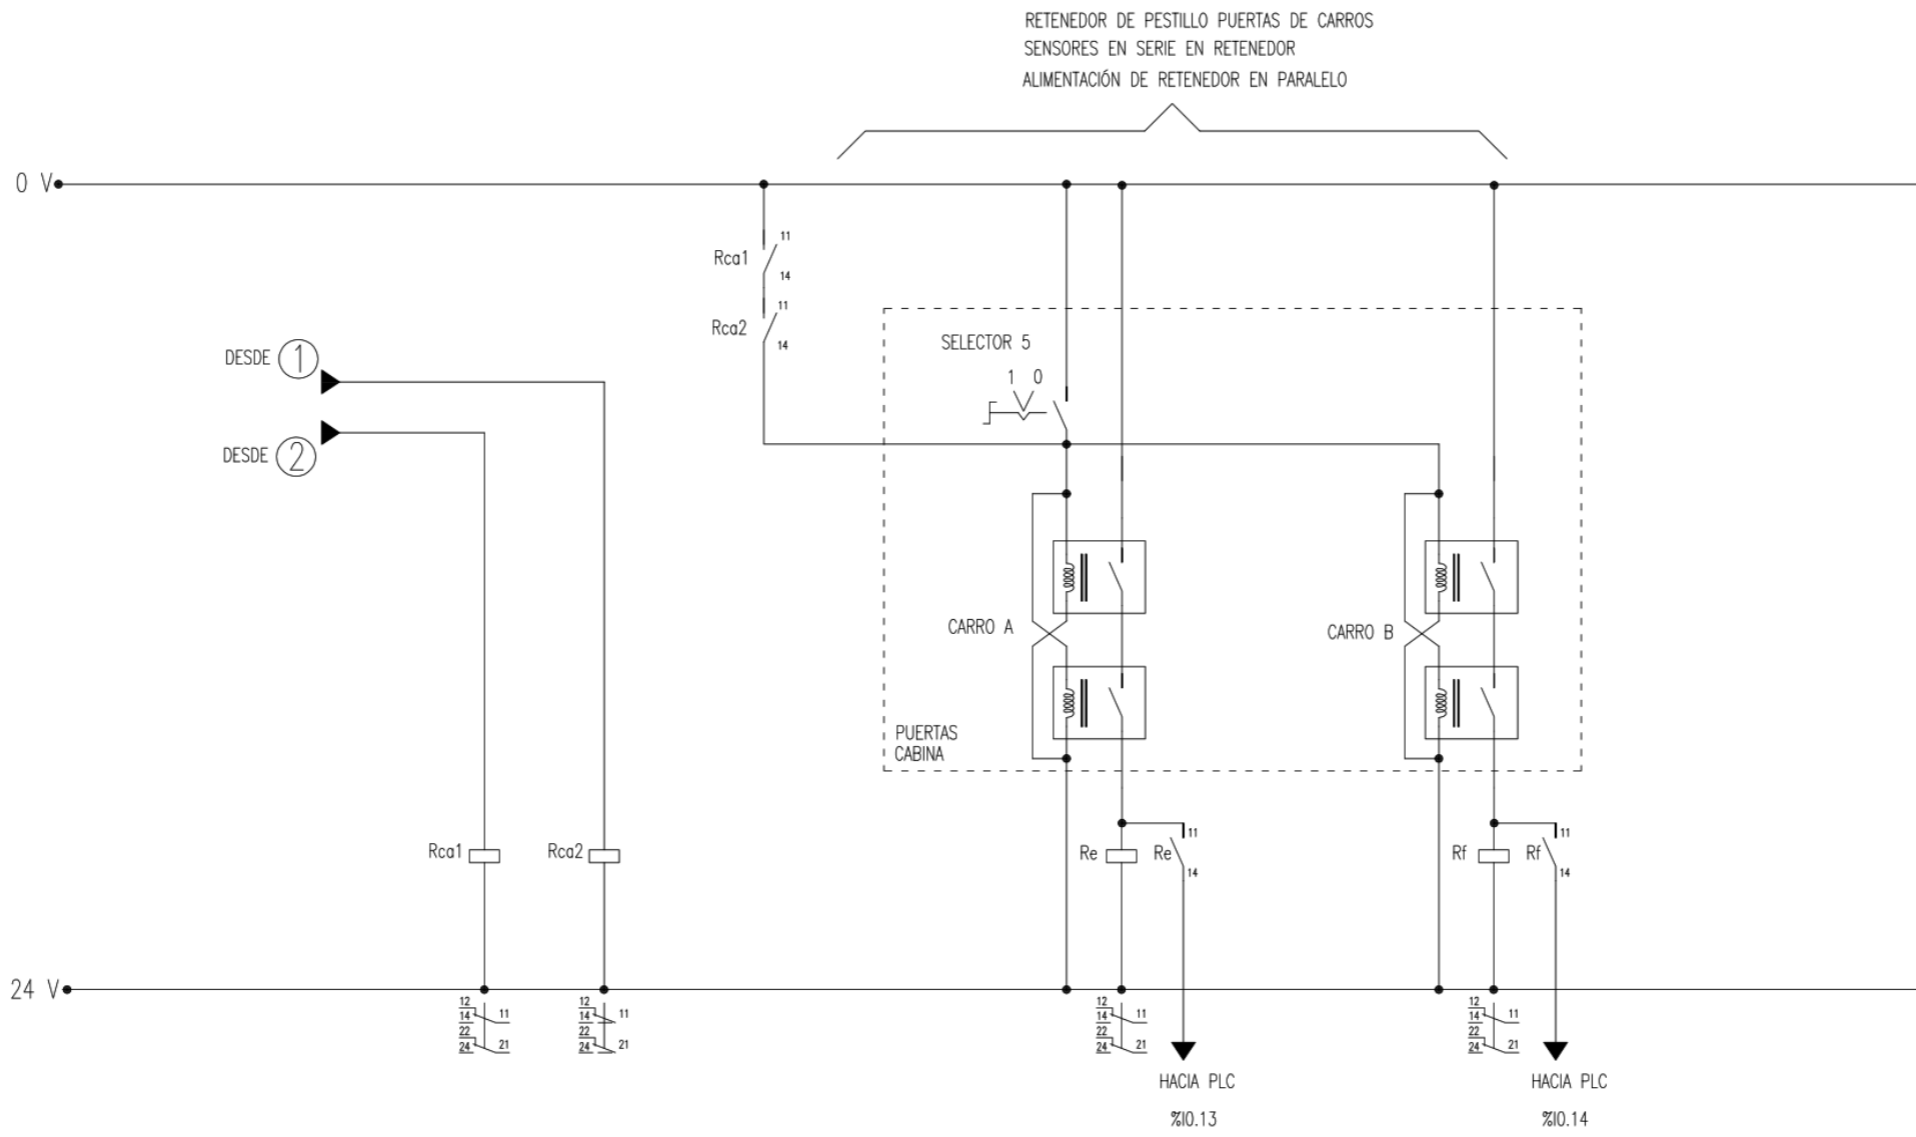 RETENEDOR DE PESTILLO PUERTAS DE CARROS
SENSORES EN SERIE EN RETENEDOR
ALIMENTACIÓN DE RETENEDOR EN PARALELO
0 V
11
Rca1
14
11
Rca2
14
SELECTOR 5
1 0
DESDE 1
DESDE 2
CARRO A
CARRO B
PUERTAS
CABINA
Rca1
Rca2
Re
Re
11
14
Rf
Rf
11
14
24 V
12
14
11
22
24
21
12
14
11
22
24
21
12
14
11
22
24
21
12
14
11
22
24
21
HACIA PLC
%I0.13
HACIA PLC
%I0.14